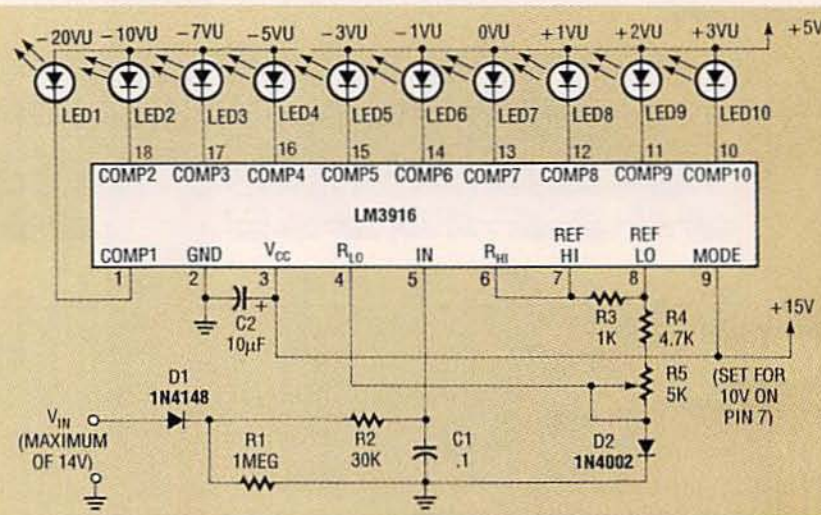 −20VU −10VU −7VU −5VU −3VU −1VU 0VU +1VU +2VU +3VU +5V
LED1 LED2 LED3 LED4 LED5 LED6 LED7 LED8 LED9 LED10
18 17 16 15 14 13 12 11 10
COMP2 COMP3 COMP4 COMP5 COMP6 COMP7 COMP8 COMP9 COMP10
LM3916
COMP1 GND VCC RLO IN RHI REF HI REF LO MODE
1 2 3 4 5 6 7 8 9
C2
10µF
+
R3
1K
R4
4.7K
+15V
R5
5K
(SET FOR
10V ON
PIN 7)
D1
1N4148
VIN
(MAXIMUM
OF 14V)
R1
1MEG
R2
30K
C1
.1
D2
1N4002